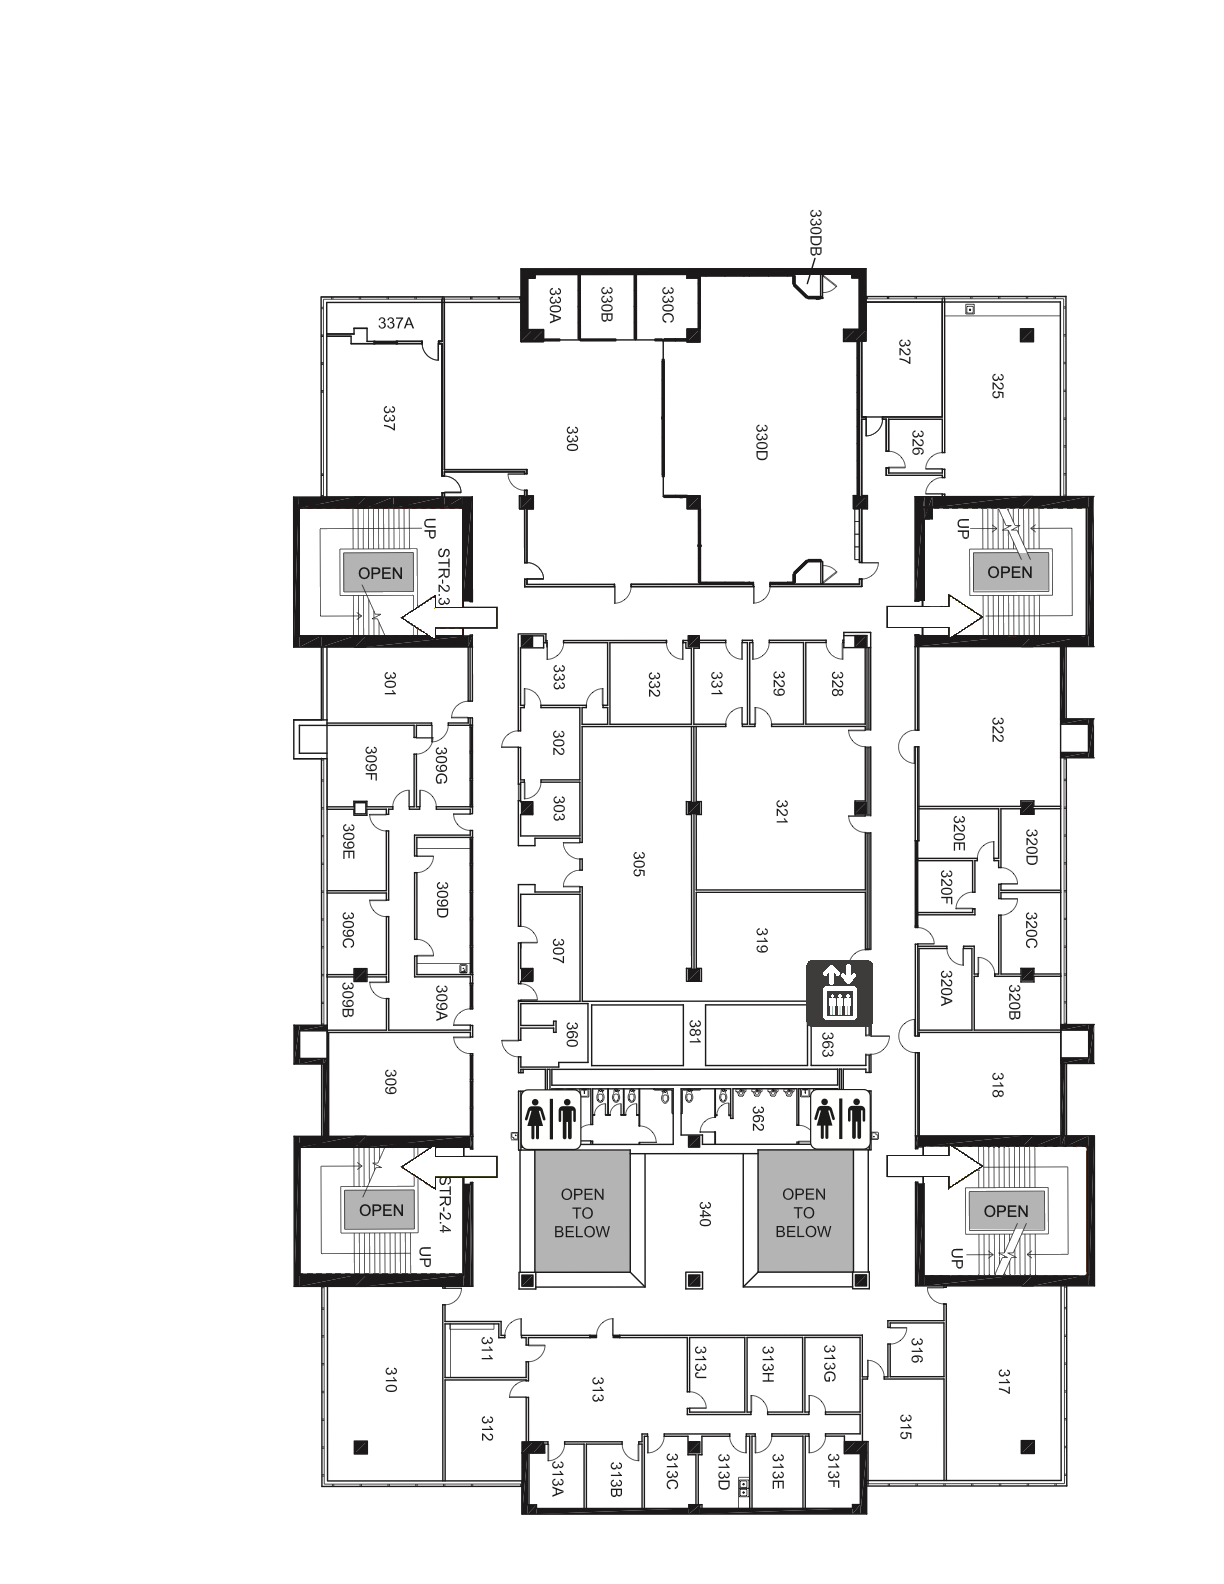 330DB
330A
330B
330C
337A
327
325
337
330
330D
326
UP
STR-2.3
OPEN
UP
OPEN
301
333
332
331
329
328
322
309F
309G
302
303
305
321
309E
309D
320E
320D
320F
309C
307
319
320C
309B
309A
320A
320B
360
381
363
309
318
362
STR-2.4
OPEN
UP
OPEN
TO
BELOW
340
OPEN
TO
BELOW
OPEN
UP
311
313J
313H
313G
316
310
313
317
312
315
313A
313B
313C
313D
313E
313F